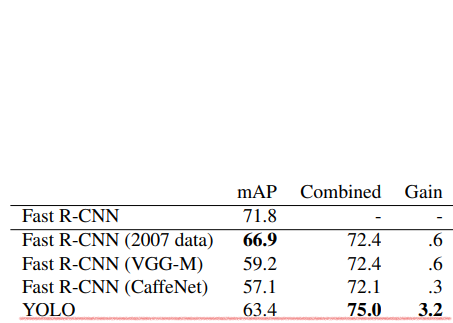 mAP Combined Gain
Fast R-CNN 71.8 - -
Fast R-CNN (2007 data) 66.9 72.4 .6
Fast R-CNN (VGG-M) 59.2 72.4 .6
Fast R-CNN (CaffeNet) 57.1 72.1 .3
YOLO 63.4 75.0 3.2